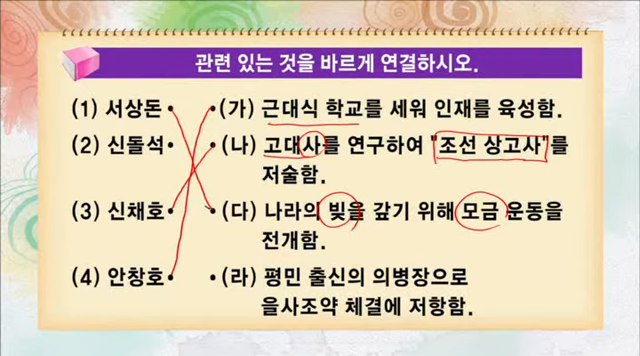 관련 있는 것을 바르게 연결하시오.
(1) 서상돈 (가) 근대식 학교를 세워 인재를 육성함.
(2) 신돌석 (나) 고대사를 연구하여 "조선 상고사"를
저술함.
(3) 신채호 (다) 나라의 빚을 갚기 위해 모금 운동을
전개함.
(4) 안창호 (라) 평민 출신의 의병장으로
을사조약 체결에 저항함.